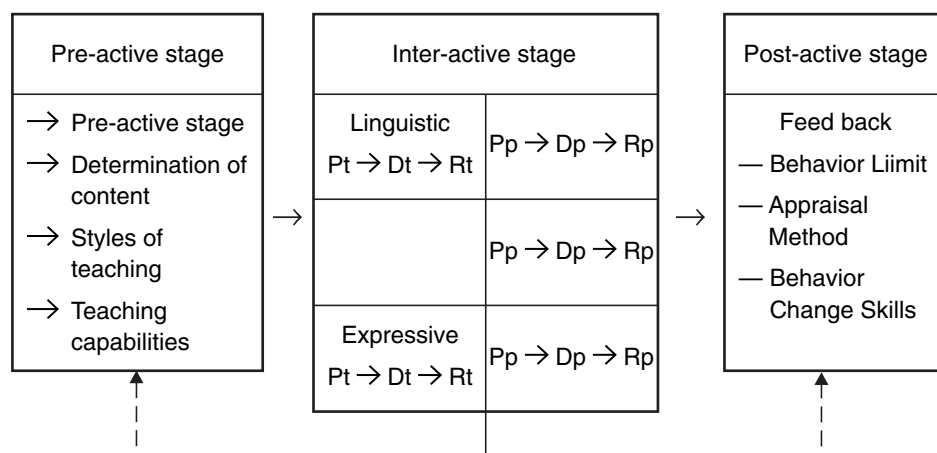 Pre-active stage
→ Pre-active stage
→ Determination of
content
→ Styles of
teaching
→ Teaching
capabilities
Inter-active stage
Linguistic
Pt → Dt → Rt
Pp → Dp → Rp
Pp → Dp → Rp
Expressive
Pt → Dt → Rt
Pp → Dp → Rp
Post-active stage
Feed back
— Behavior Liimit
— Appraisal
Method
— Behavior
Change Skills